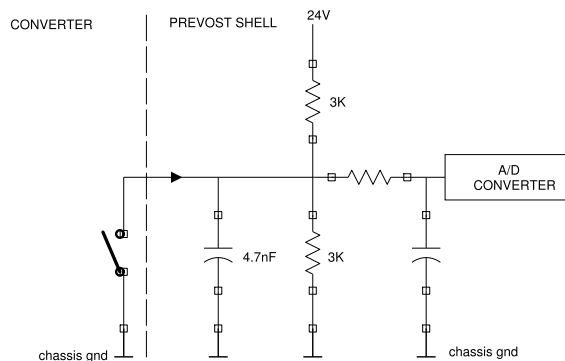 CONVERTER
PREVOST SHELL
24V
3K
A/D
CONVERTER
4.7nF
3K
chassis gnd
chassis gnd